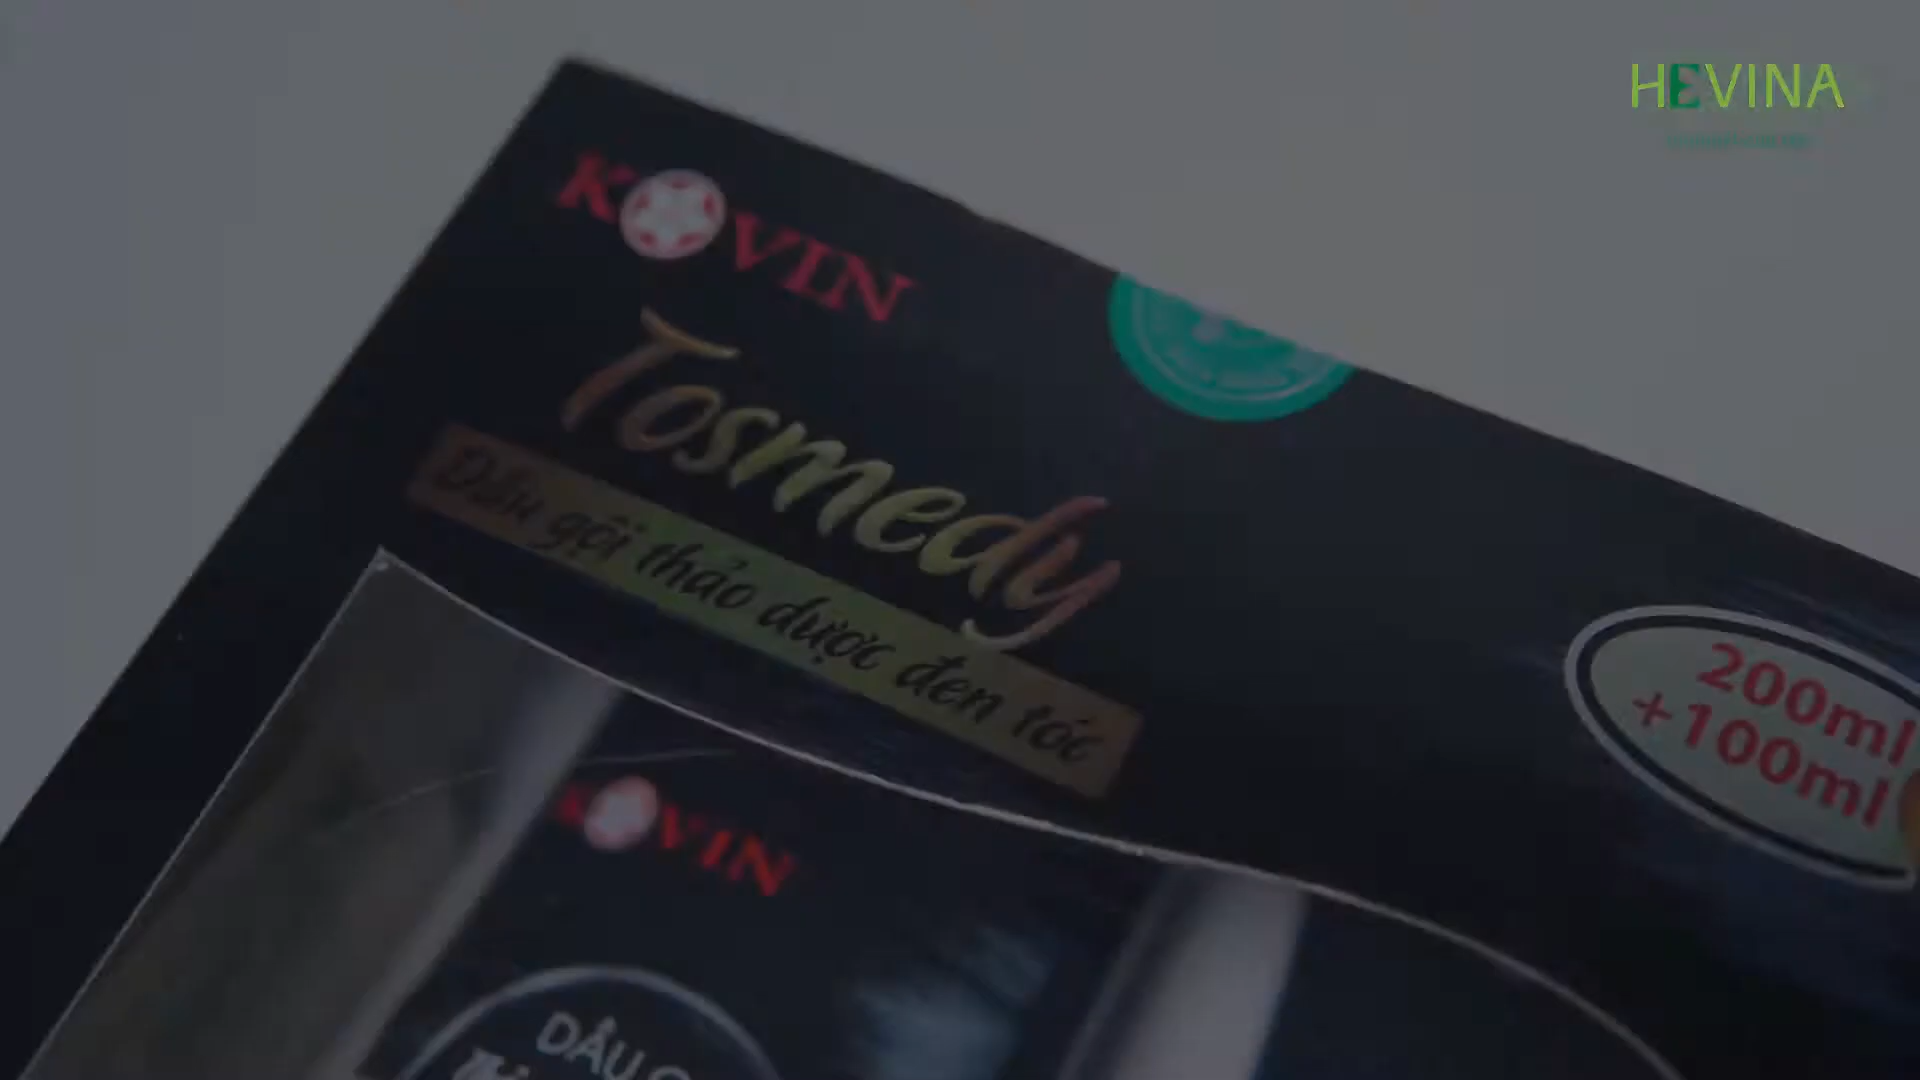 HEVINA
KOVIN
Tosmedy
Dầu gội thảo dược đen tóc
200ml
+100ml
KOVIN
DẦU